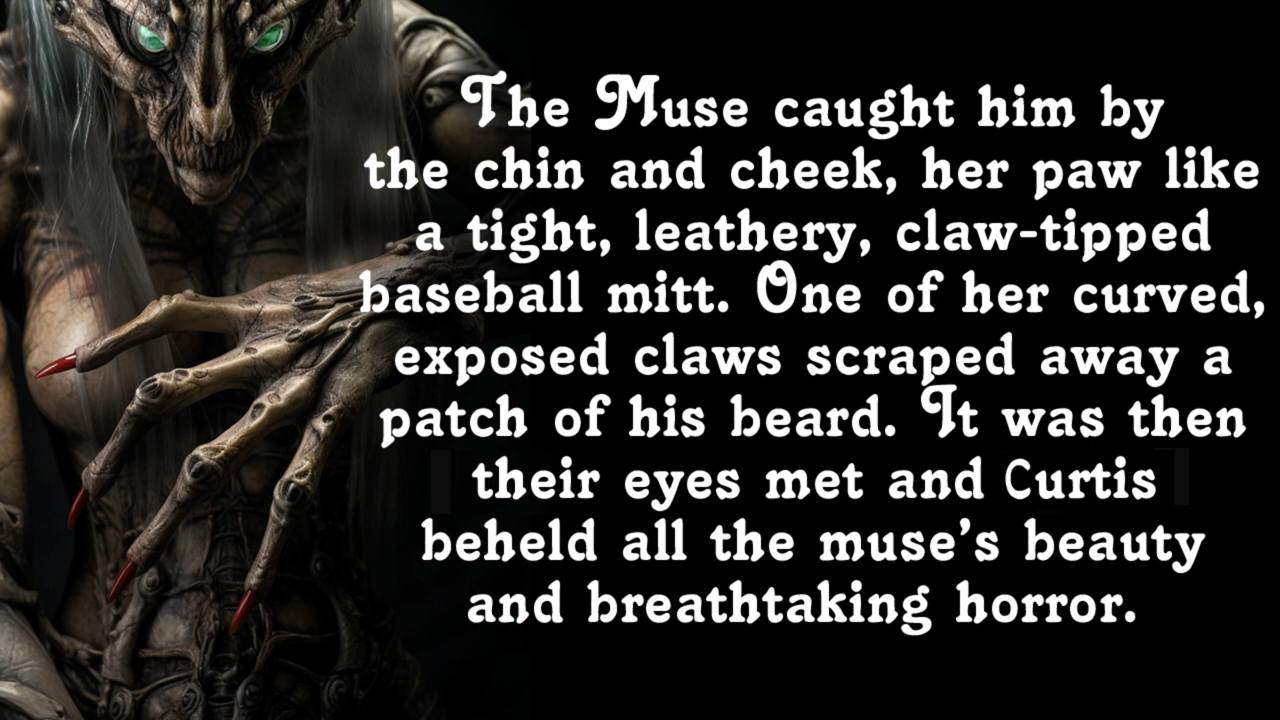 The Muse caught him by
the chin and cheek, her paw like
a tight, leathery, claw-tipped
baseball mitt. One of her curved,
exposed claws scraped away a
patch of his beard. It was then
their eyes met and Curtis
beheld all the muse’s beauty
and breathtaking horror.